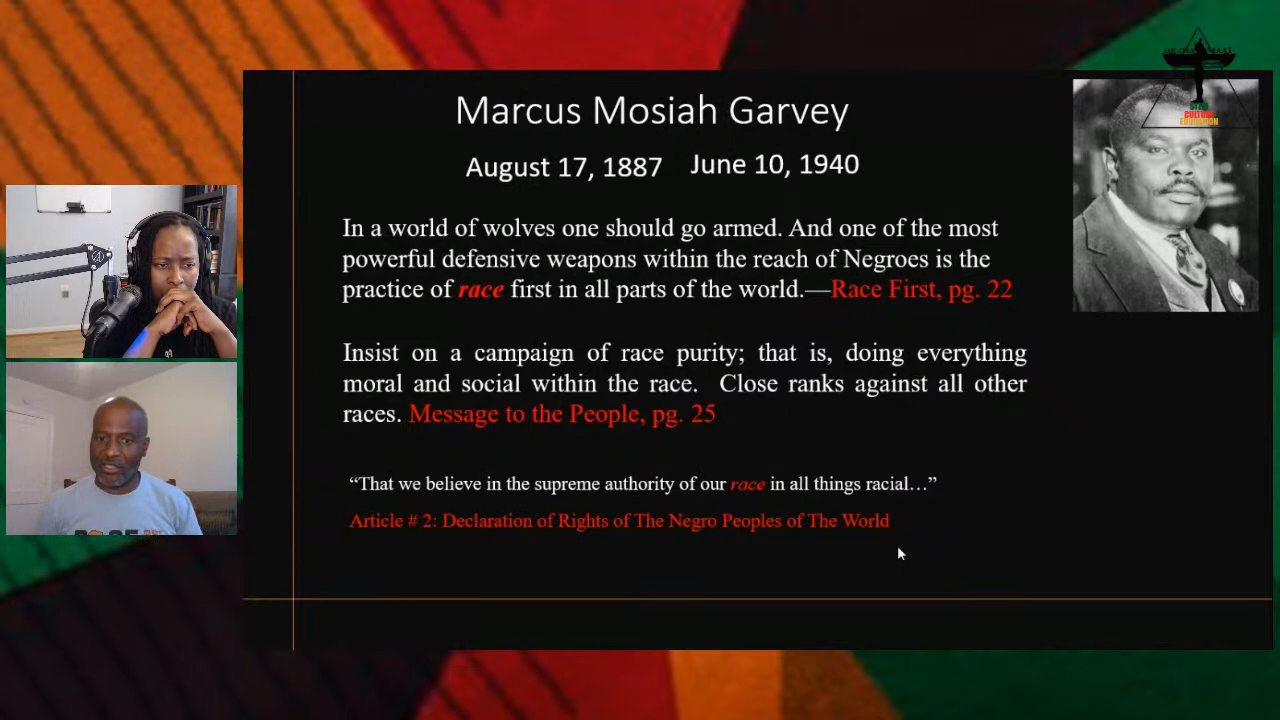 Marcus Mosiah Garvey
August 17, 1887 June 10, 1940
In a world of wolves one should go armed. And one of the most
powerful defensive weapons within the reach of Negroes is the
practice of race first in all parts of the world.—Race First, pg. 22
Insist on a campaign of race purity; that is, doing everything
moral and social within the race. Close ranks against all other
races. Message to the People, pg. 25
“That we believe in the supreme authority of our race in all things racial…”
Article # 2: Declaration of Rights of The Negro Peoples of The World
CULTURE
EDUCATION